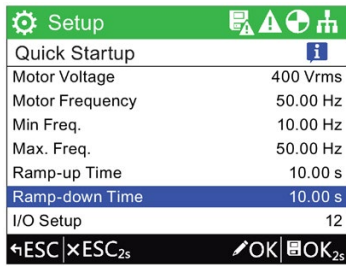 Setup
Quick Startup
Motor Voltage 400 Vrms
Motor Frequency 50.00 Hz
Min Freq. 10.00 Hz
Max. Freq. 50.00 Hz
Ramp-up Time 10.00 s
Ramp-down Time 10.00 s
I/O Setup 12
ESC ESC2s OK OK2s